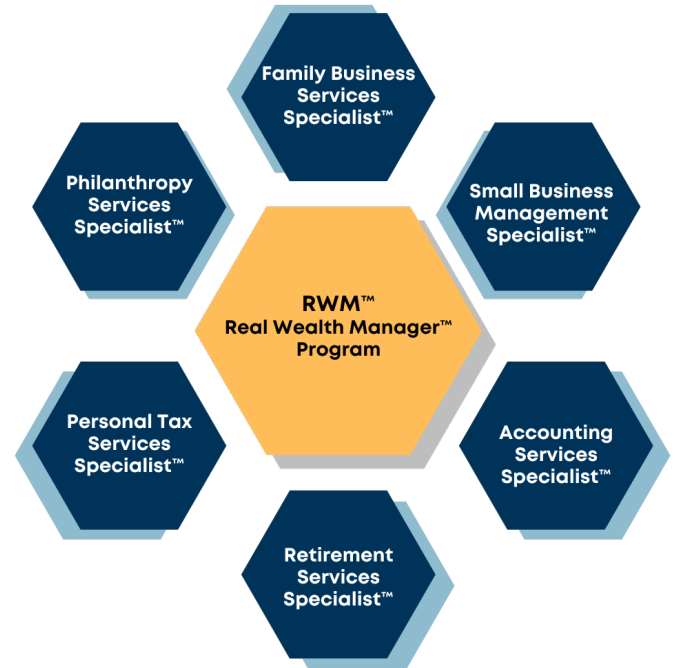 Family Business
Services
Specialist™
Philanthropy
Services
Specialist™
Small Business
Management
Specialist™
RWM™
Real Wealth Manager™
Program
Personal Tax
Services
Specialist™
Accounting
Services
Specialist™
Retirement
Services
Specialist™